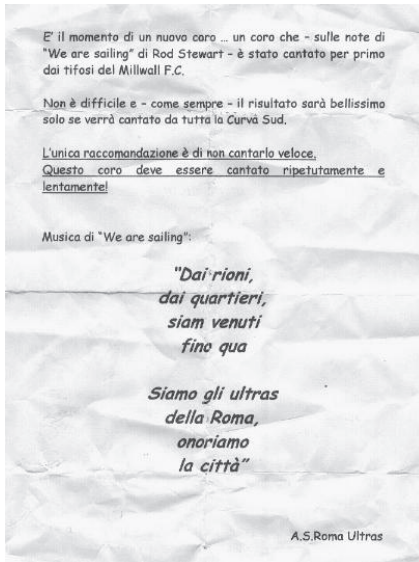 E' il momento di un nuovo coro ... un coro che - sulle note di
"We are sailing" di Rod Stewart - è stato cantato per primo
dai tifosi del Millwall F.C.
Non è difficile e - come sempre - il risultato sarà bellissimo
solo se verrà cantato da tutta la Curva Sud.
L'unica raccomandazione è di non cantarlo veloce.
Questo coro deve essere cantato ripetutamente e
lentamente!
Musica di "We are sailing":
"Dai rioni,
dai quartieri,
siam venuti
fino qua
Siamo gli ultras
della Roma,
onoriamo
la città"
A.S.Roma Ultras